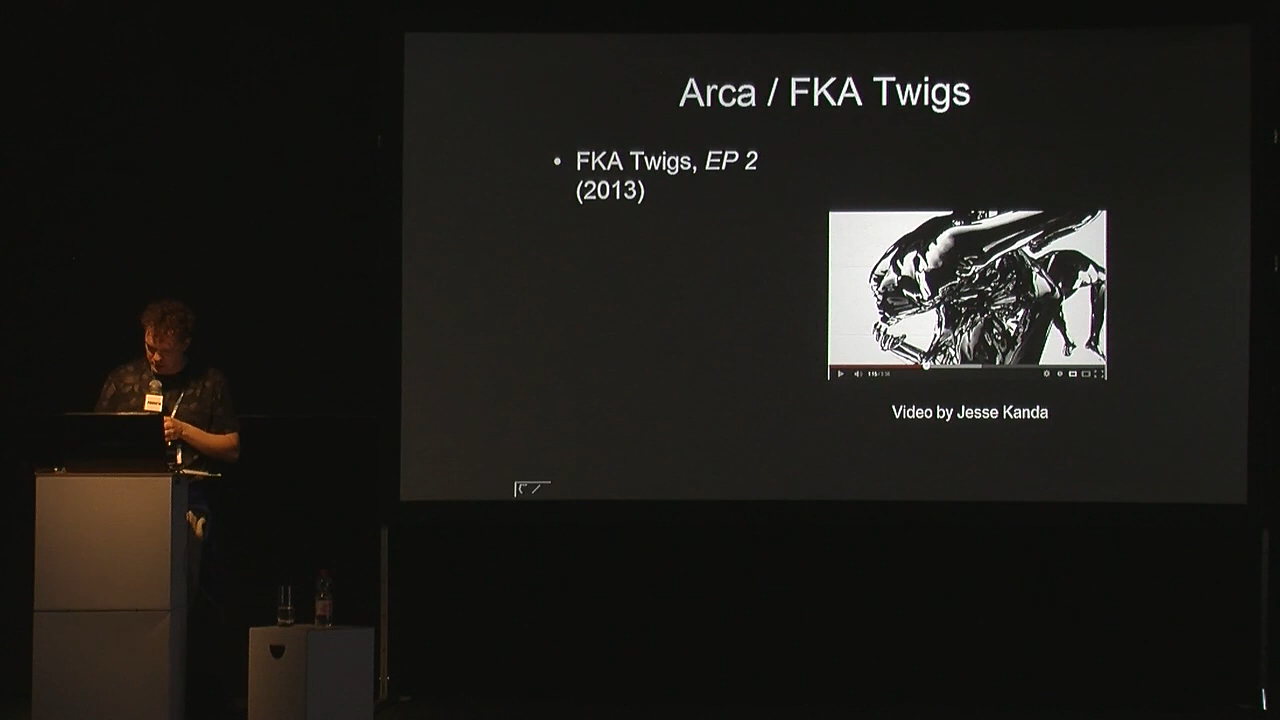 Arca / FKA Twigs
• FKA Twigs, EP 2
(2013)
Video by Jesse Kanda